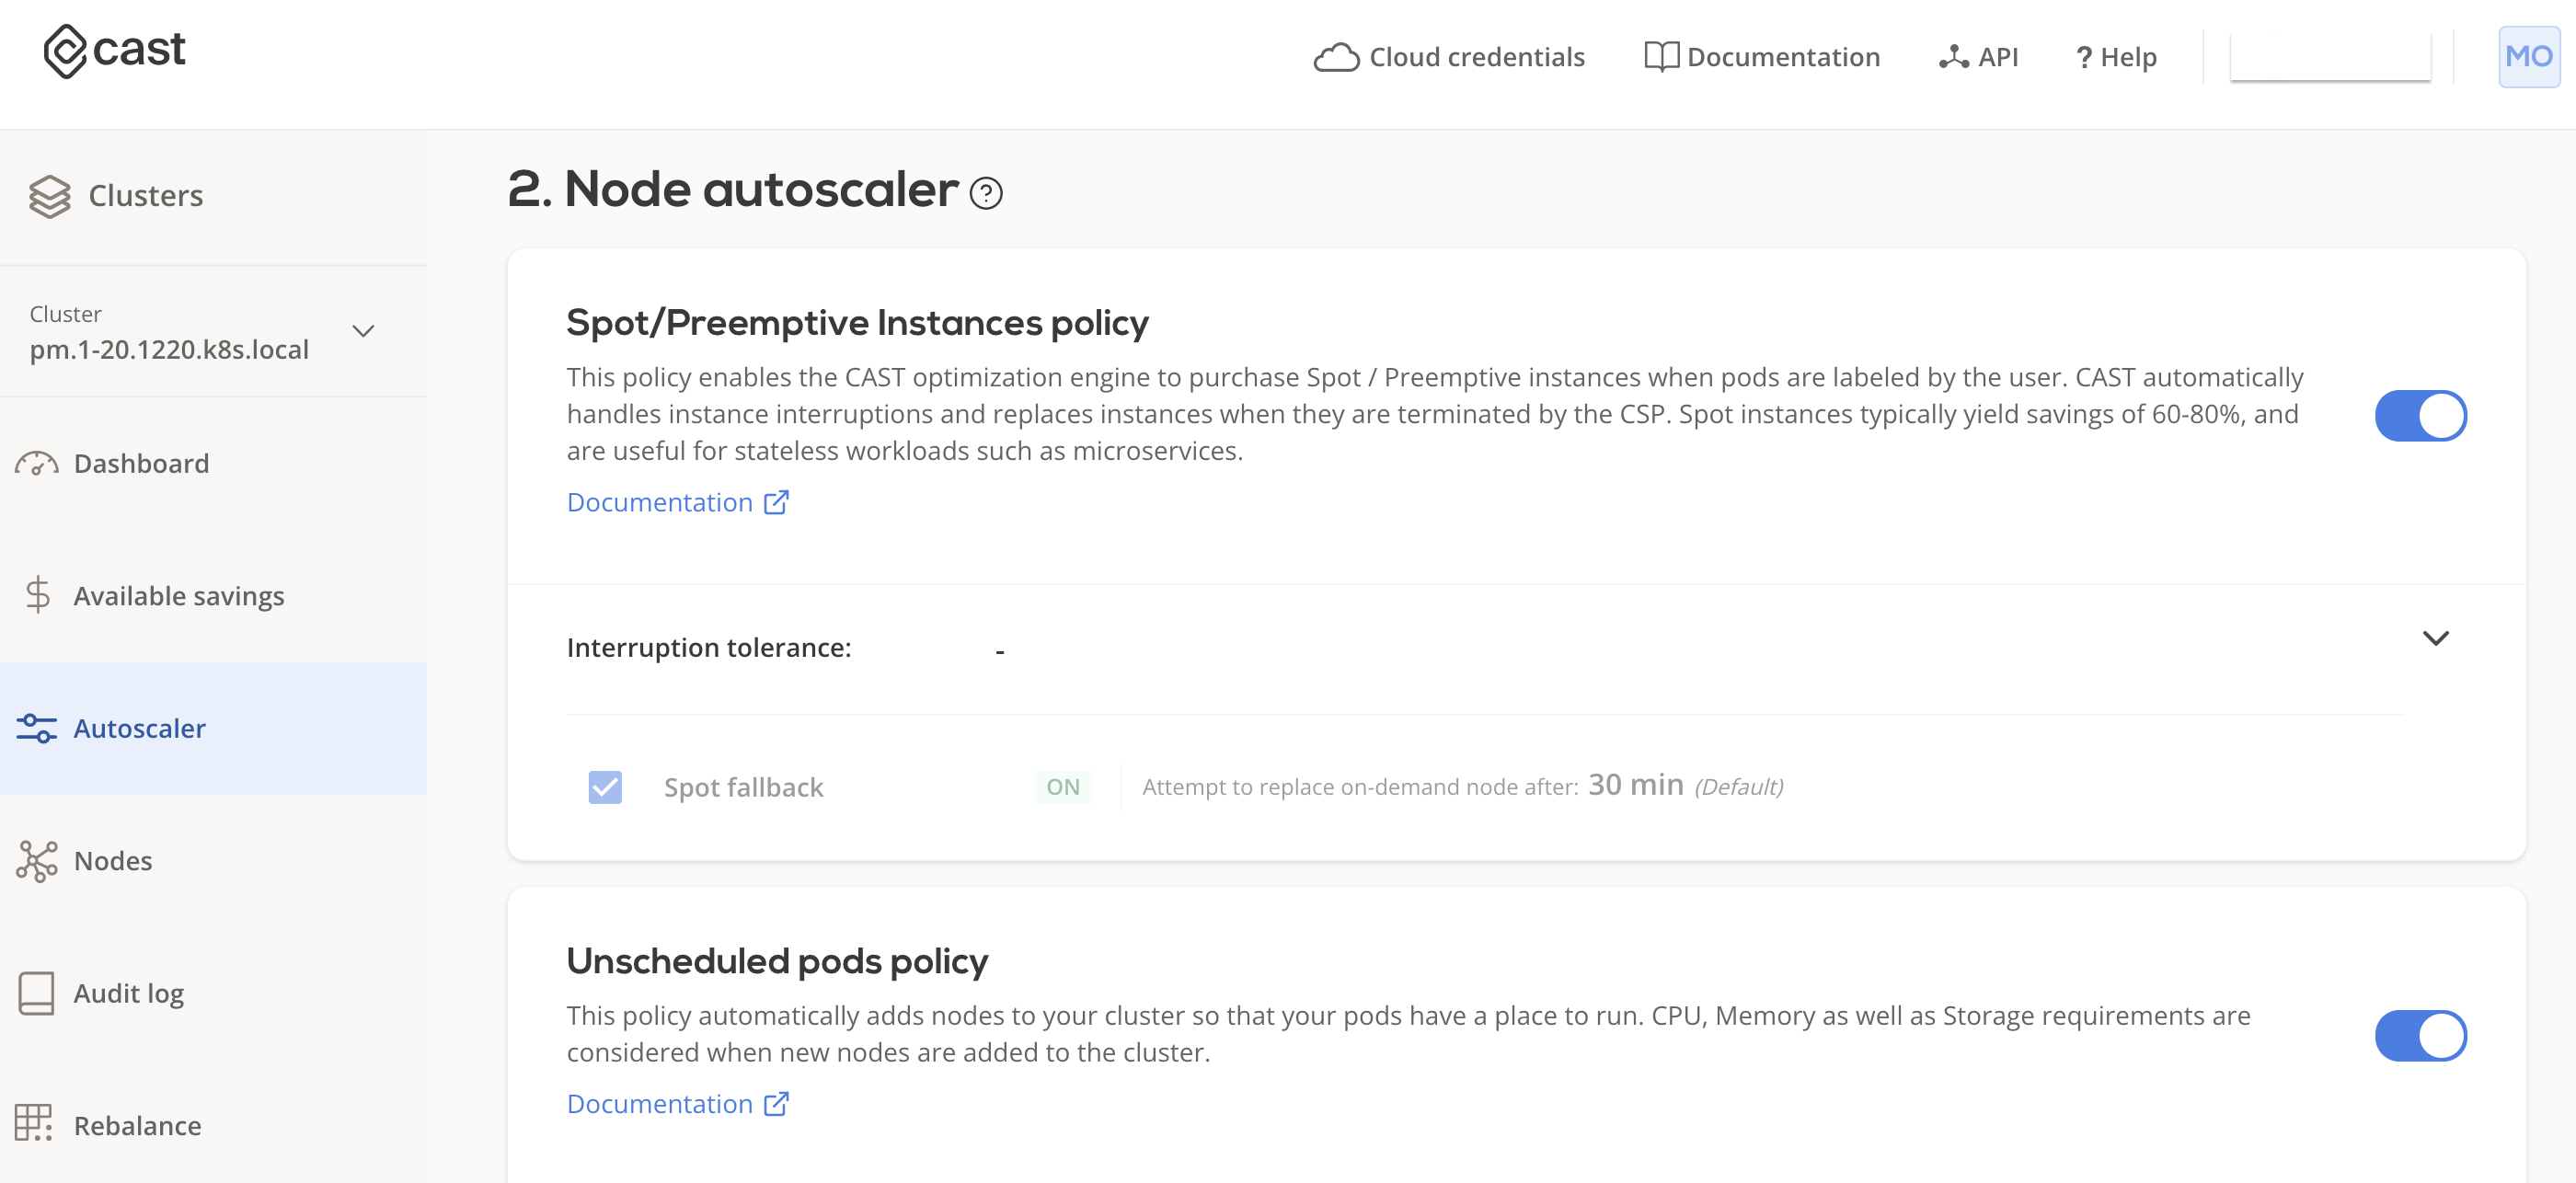 cast
Cloud credentials
Documentation
API
? Help
MO
Clusters
Cluster
pm.1-20.1220.k8s.local
Dashboard
Available savings
Autoscaler
Nodes
Audit log
Rebalance
2. Node autoscaler ?
Spot/Preemptive Instances policy
This policy enables the CAST optimization engine to purchase Spot / Preemptive instances when pods are labeled by the user. CAST automatically
handles instance interruptions and replaces instances when they are terminated by the CSP. Spot instances typically yield savings of 60-80%, and
are useful for stateless workloads such as microservices.
Documentation
Interruption tolerance: -
Spot fallback ON Attempt to replace on-demand node after: 30 min (Default)
Unscheduled pods policy
This policy automatically adds nodes to your cluster so that your pods have a place to run. CPU, Memory as well as Storage requirements are
considered when new nodes are added to the cluster.
Documentation